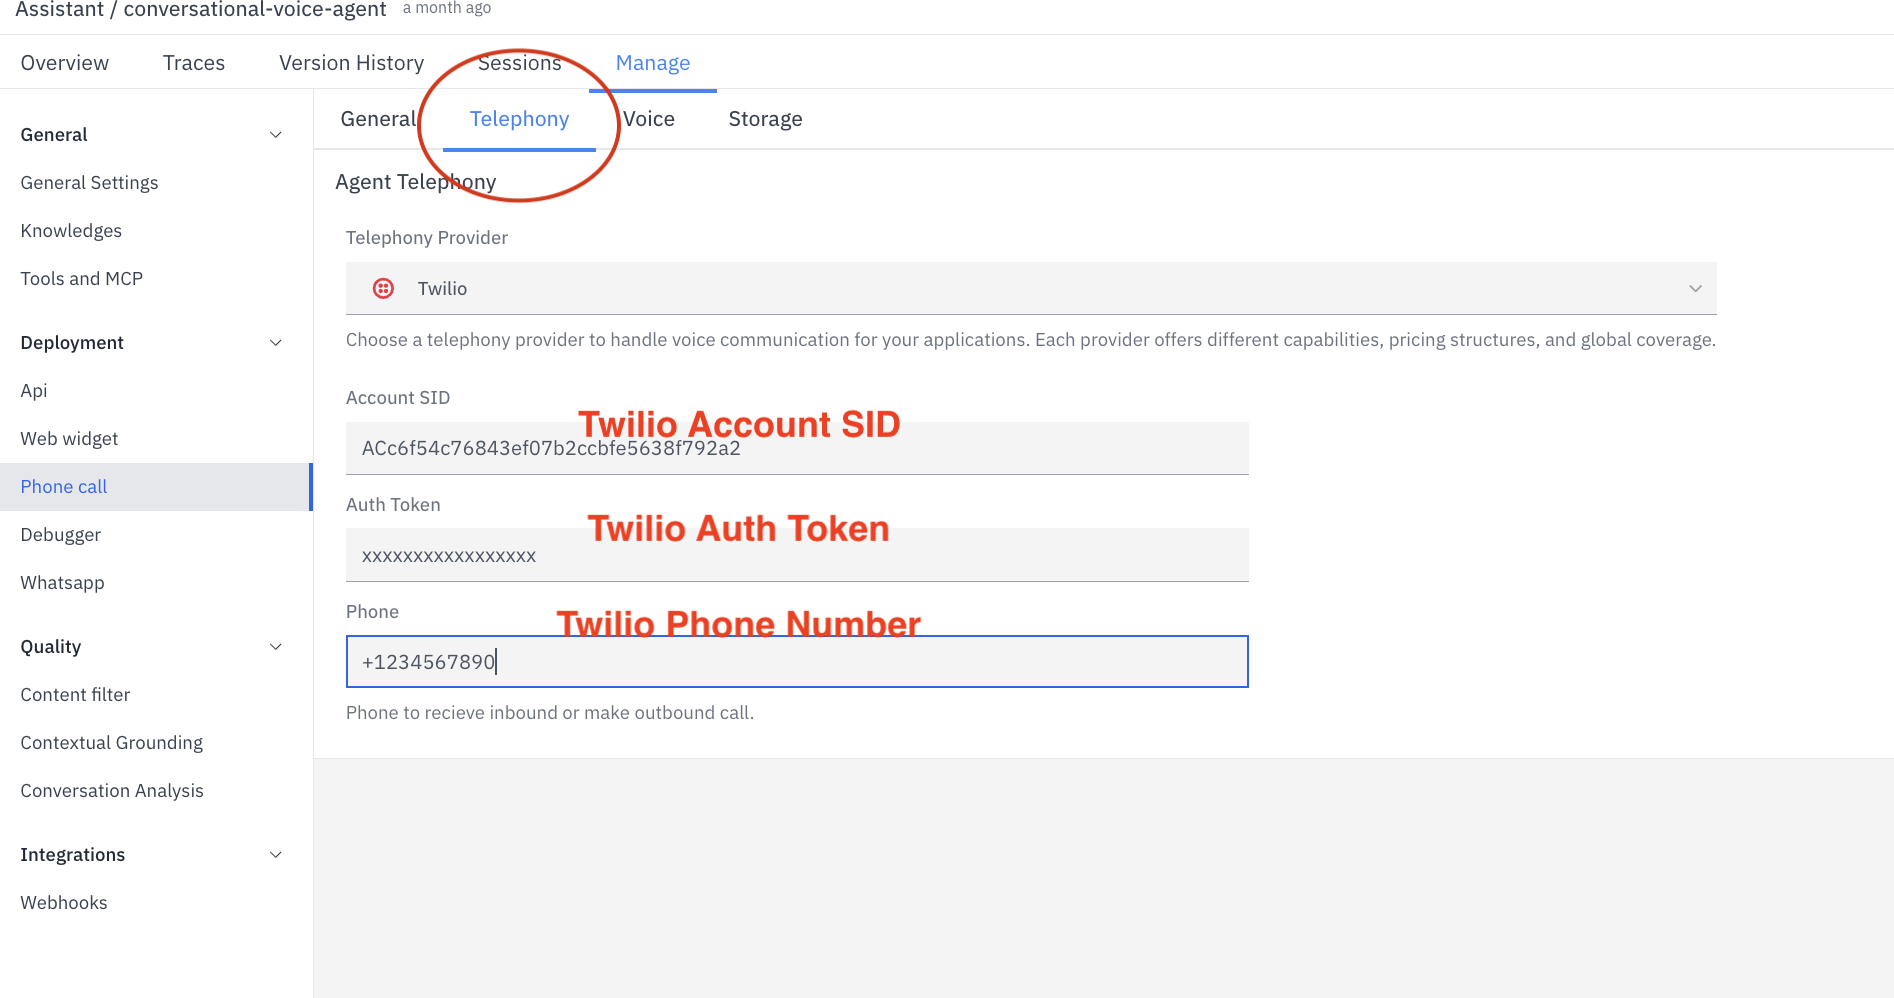 Assistant / conversational-voice-agent a month ago
Overview Traces Version History Sessions Manage
General Telephony Voice Storage
General
General Settings
Knowledges
Tools and MCP
Deployment
Api
Web widget
Phone call
Debugger
Whatsapp
Quality
Content filter
Contextual Grounding
Conversation Analysis
Integrations
Webhooks
Agent Telephony
Telephony Provider
Twilio
Choose a telephony provider to handle voice communication for your applications. Each provider offers different capabilities, pricing structures, and global coverage.
Account SID
Twilio Account SID
ACc6f54c76843ef07b2ccbfe5638f792a2
Auth Token
Twilio Auth Token
xxxxxxxxxxxxxxxxx
Phone
Twilio Phone Number
+1234567890
Phone to recieve inbound or make outbound call.